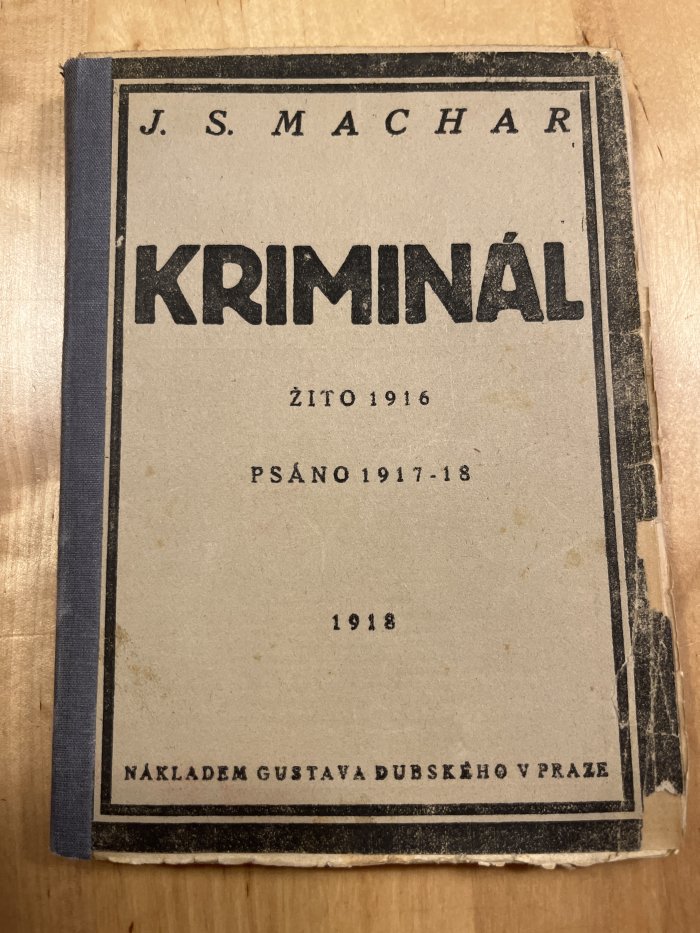 J. S. MACHAR
KRIMINÁL
ŽITO 1916
PSÁNO 1917-18
1918
NÁKLADEM GUSTAVA DUBSKÉHO V PRAZE